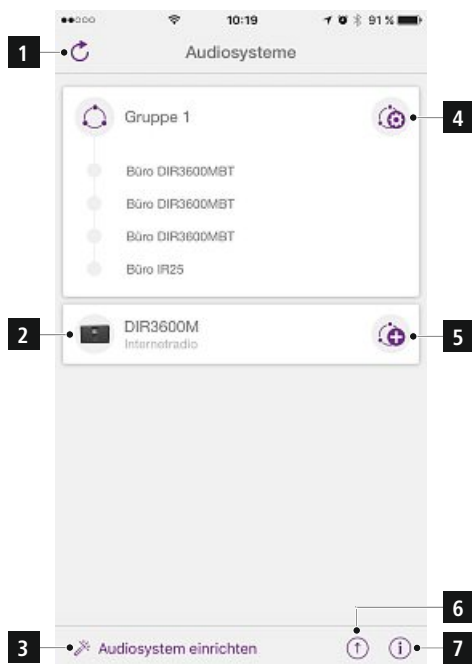 10:19 91 %
1 Audiosysteme
Gruppe 1 4
Büro DIR3600MBT
Büro DIR3600MBT
Büro DIR3600MBT
Büro IR25
2 DIR3600M 5
Internetradio
6
3 Audiosystem einrichten 7